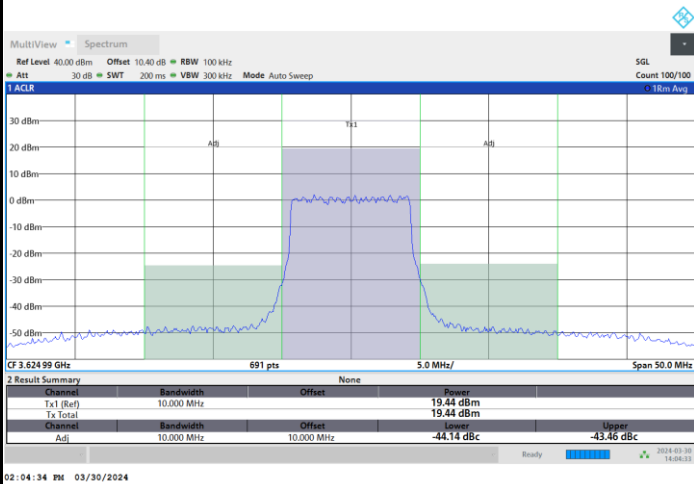 MultiView Spectrum
Ref Level 40.00 dBm Offset 10.40 dB RBW 100 kHz SGL
Att 30 dB SWT 200 ms VBW 300 kHz Mode Auto Sweep Count 100/100
1 ACLR 1Rm Avg
30 dBm
Tx1
20 dBm
Adj Adj
10 dBm
0 dBm
-10 dBm
-20 dBm
-30 dBm
-40 dBm
-50 dBm
CF 3.624 99 GHz 691 pts 5.0 MHz/ Span 50.0 MHz
2 Result Summary None
Channel Bandwidth Offset Power
Tx1 (Ref) 10.000 MHz 19.44 dBm
Tx Total 19.44 dBm
Channel Bandwidth Offset Lower Upper
Adj 10.000 MHz 10.000 MHz -44.14 dBc -43.46 dBc
Ready 2024-03-30
14:04:33
02:04:34 PM 03/30/2024